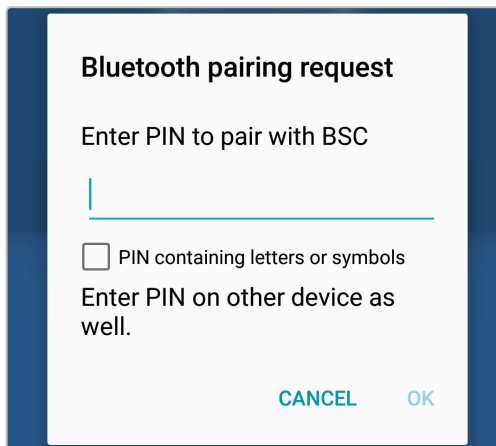 Bluetooth pairing request
Enter PIN to pair with BSC
PIN containing letters or symbols
Enter PIN on other device as
well.
CANCEL OK